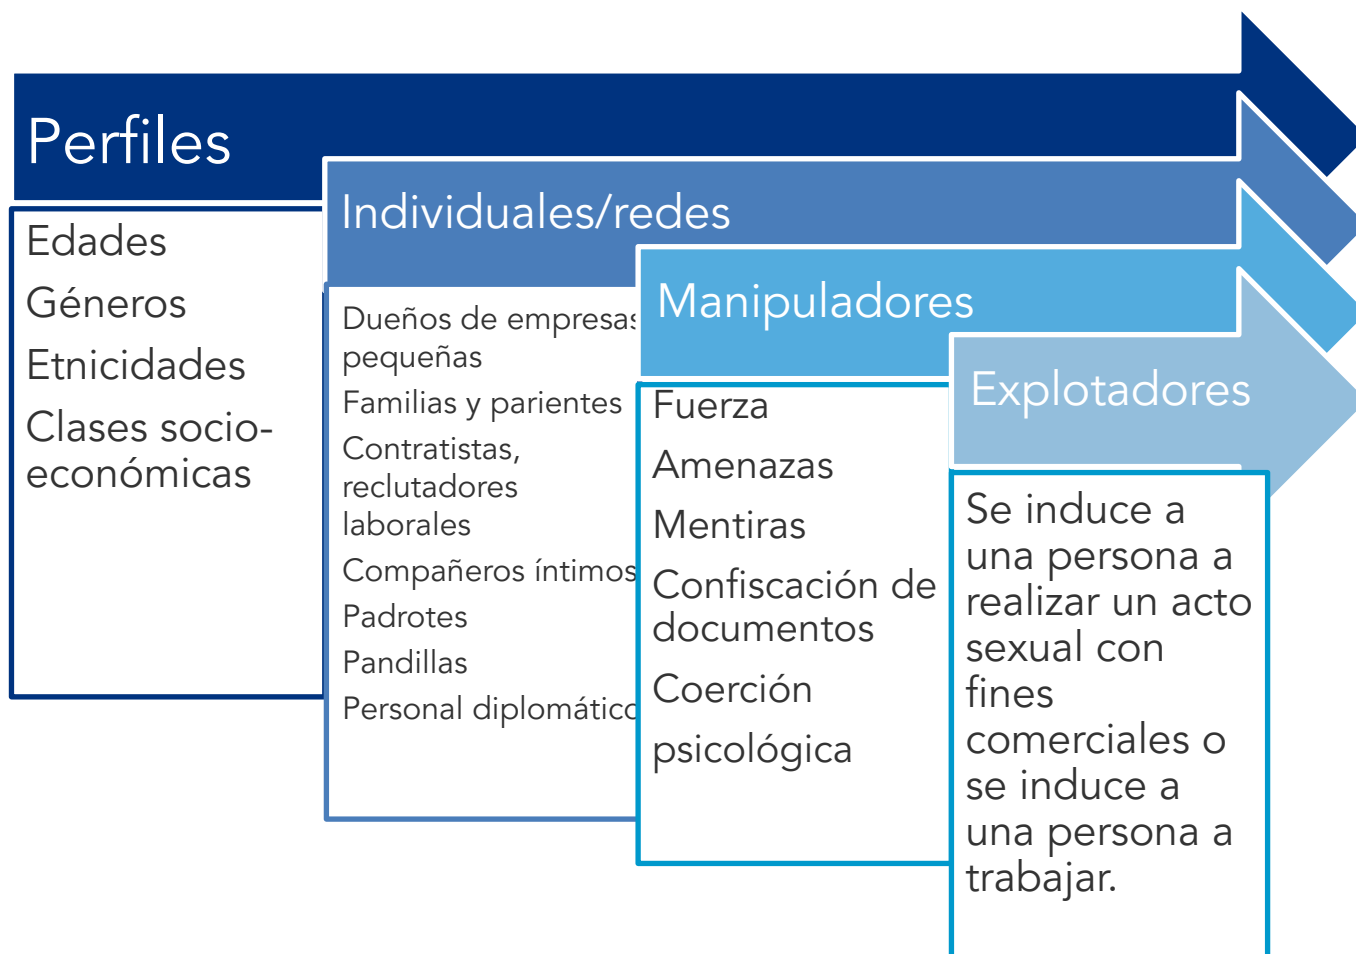 Perfiles
Edades
Géneros
Etnicidades
Clases socio-
económicas
Individuales/redes
Dueños de empresas
pequeñas
Familias y parientes
Contratistas,
reclutadores
laborales
Compañeros íntimos
Padrotes
Pandillas
Personal diplomático
Manipuladores
Fuerza
Amenazas
Mentiras
Confiscación de
documentos
Coerción
psicológica
Explotadores
Se induce a
una persona a
realizar un acto
sexual con
fines
comerciales o
se induce a
una persona a
trabajar.